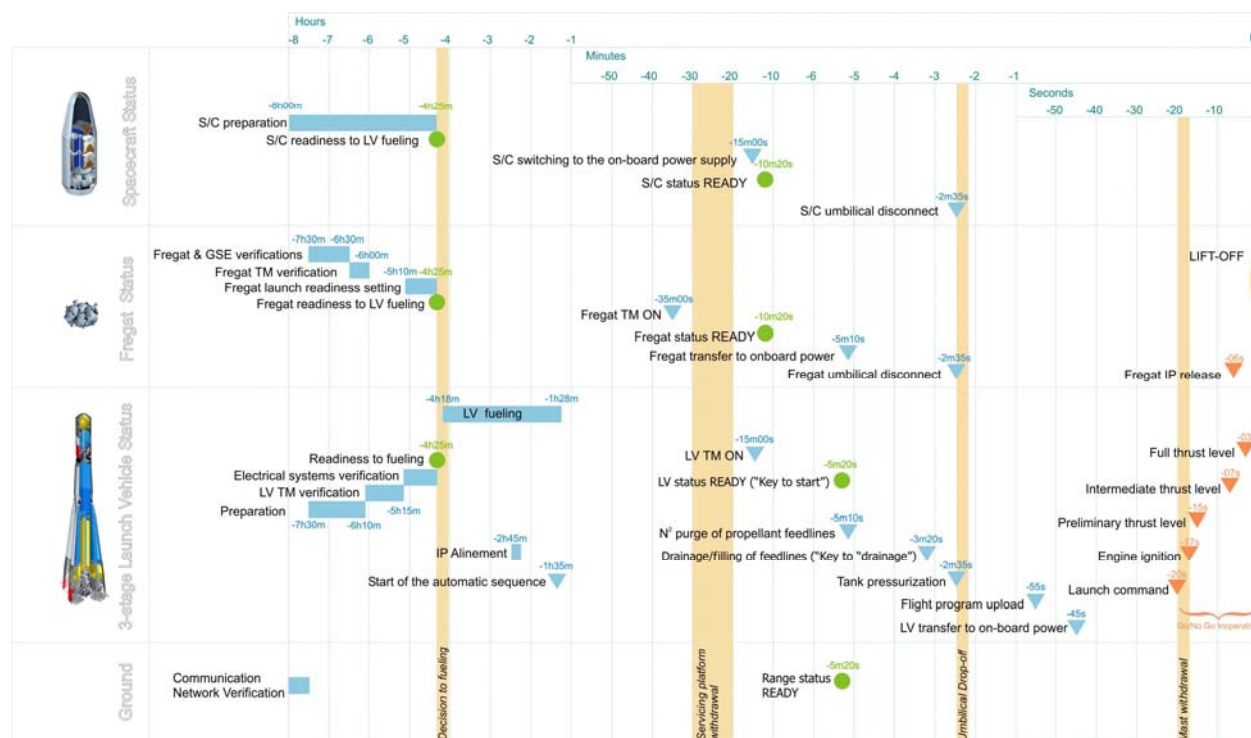 Hours
-8 -7 -6 -5 -4 -3 -2 -1
Minutes
-50 -40 -30 -20 -10 -5 -4 -3 -2 -1
Seconds
-50 -40 -30 -20 -10
Spacecraft Status
-8h00m
-4h25m
S/C preparation
S/C readiness to LV fueling
-15m00s
S/C switching to the on-board power supply
-10m20s
S/C status READY
-2m35s
S/C umbilical disconnect
Fregat Status
-7h30m -6h30m
Fregat & GSE verifications
-6h00m
Fregat TM verification
-5h10m -4h25m
Fregat launch readiness setting
Fregat readiness to LV fueling
-35m00s
Fregat TM ON
-10m20s
Fregat status READY
-5m10s
Fregat transfer to onboard power
-2m35s
Fregat umbilical disconnect
LIFT-OFF
-06s
Fregat IP release
3-stage Launch Vehicle Status
-4h18m
-1h28m
LV fueling
-4h25m
Readiness to fueling
Electrical systems verification
LV TM verification
-5h15m
Preparation
-7h30m
-6h10m
-2h45m
IP Alinement
-1h35m
Start of the automatic sequence
-15m00s
LV TM ON
-5m20s
LV status READY ("Key to start")
-5m10s
N² purge of propellant feedlines
-3m20s
Drainage/filling of feedlines ("Key to "drainage")
-2m35s
Tank pressurization
-55s
Flight program upload
-45s
LV transfer to on-board power
-03
Full thrust level
-07s
Intermediate thrust level
-15s
Preliminary thrust level
-17s
Engine ignition
-20s
Launch command
Go/No Go Inoperati
Ground
Communication
Network Verification
-5m20s
Range status
READY
Decision to fueling
Servicing platform
withdrawal
Umbilical Drop-off
Mast withdrawal